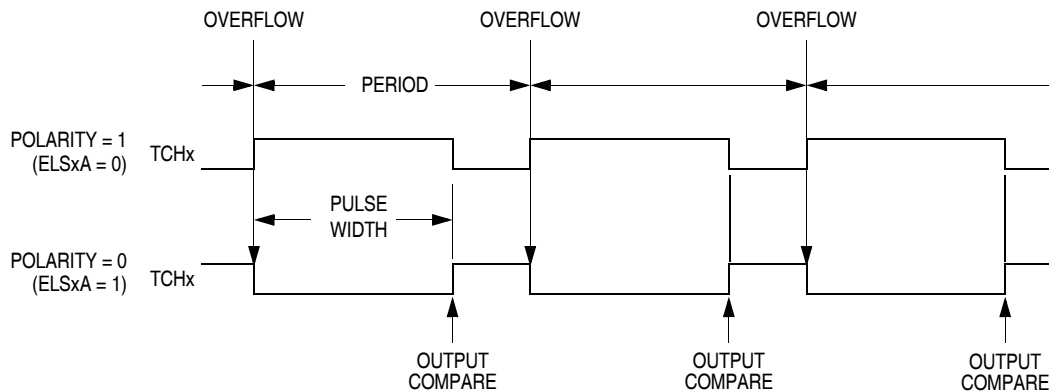 OVERFLOW OVERFLOW OVERFLOW
PERIOD
POLARITY = 1
(ELSxA = 0)
TCHx
PULSE
WIDTH
POLARITY = 0
(ELSxA = 1)
TCHx
OUTPUT
COMPARE
OUTPUT
COMPARE
OUTPUT
COMPARE